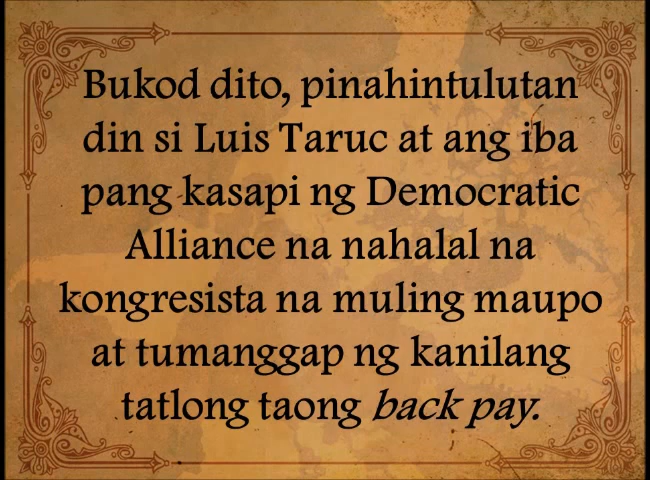 Bukod dito, pinahintulutan
din si Luis Taruc at ang iba
pang kasapi ng Democratic
Alliance na nahalal na
kongresista na muling maupo
at tumanggap ng kanilang
tatlong taong back pay.